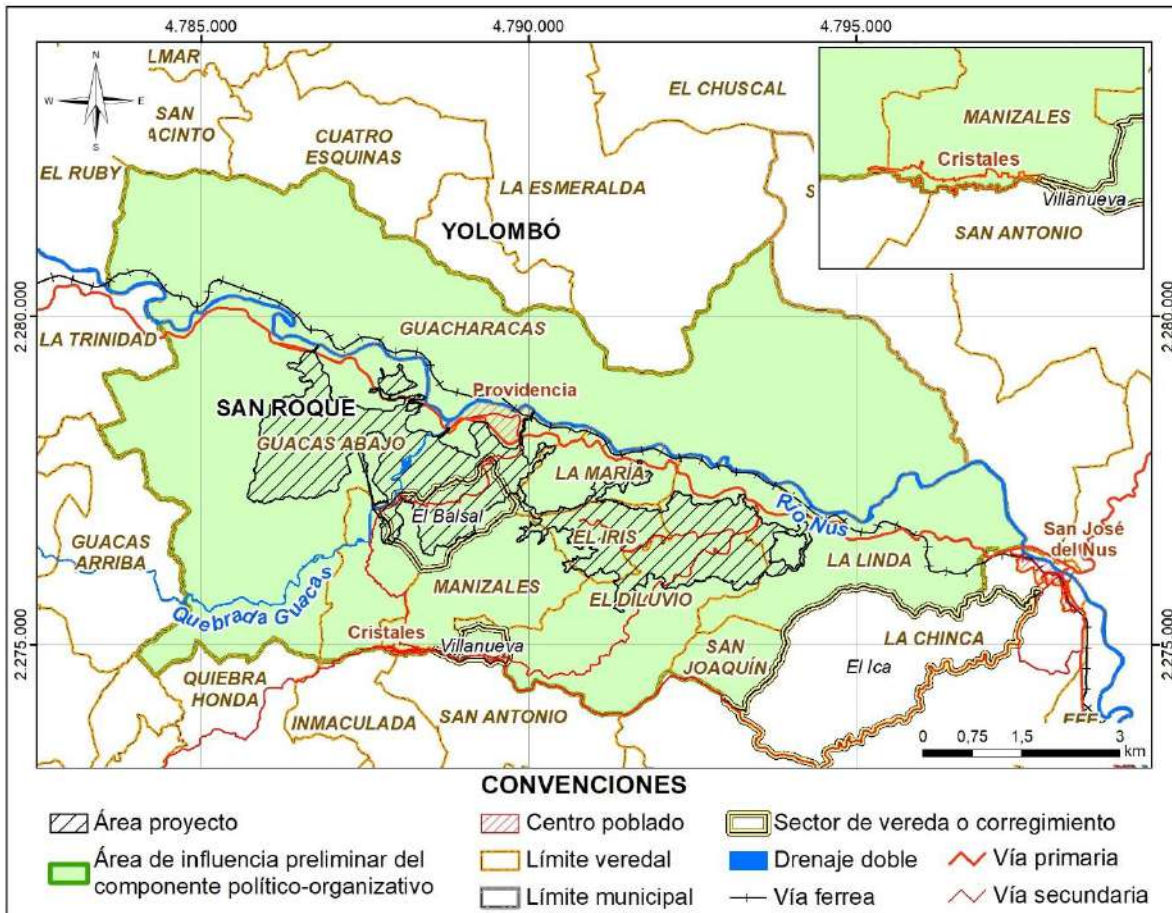 4.785.000
4.790.000
4.795.000
N
W
E
S
LMAR
SAN
ACINTO
CUATRO
ESQUINAS
EL CHUSCAL
EL RUBY
LA ESMERALDA
YOLOMBÓ
MANIZALES
Cristales
S
Villanueva
SAN ANTONIO
2.280.000
2.280.000
LA TRINIDAD
GUACHARACAS
Providencia
SAN ROQUE
GUACAS ABAJO
LA MARÍA
El Balsal
Río Nus
EL IRIS
San José
del Nus
GUACAS
ARRIBA
LA LINDA
MANIZALES
EL DILUVIO
Quebrada Guacas
2.275.000
2.275.000
Cristales
Villanueva
SAN
JOAQUÍN
LA CHINCA
El Ica
QUIEBRA
HONDA
INMACULADA
SAN ANTONIO
0 0,75 1,5 3
km
CONVENCIONES
Área proyecto
Área de influencia preliminar del
componente político-organizativo
Centro poblado
Límite veredal
Límite municipal
Sector de vereda o corregimiento
Drenaje doble
Vía ferrea
Vía primaria
Vía secundaria